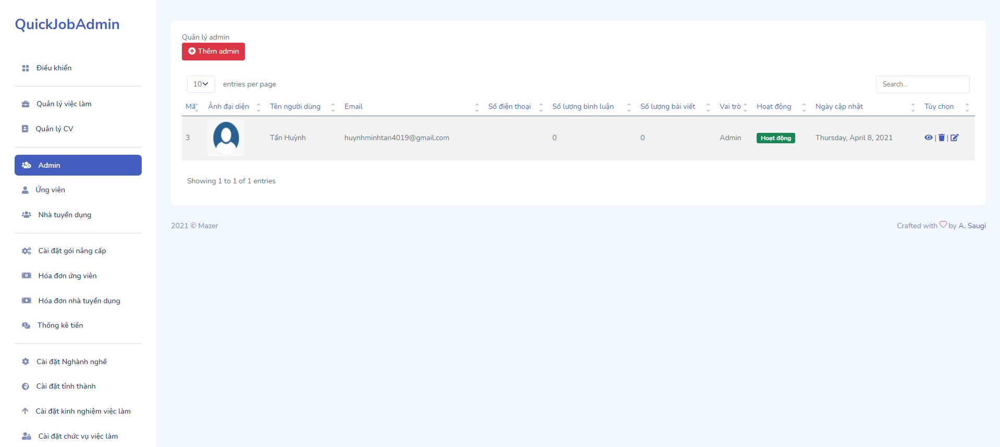 QuickJobAdmin
Điều khiển
Quản lý việc làm
Quản lý CV
Admin
Ứng viên
Nhà tuyển dụng
Cài đặt gói nâng cấp
Hóa đơn ứng viên
Hóa đơn nhà tuyển dụng
Thống kê tiền
Cài đặt Nghành nghề
Cài đặt tỉnh thành
Cài đặt kinh nghiệm việc làm
Cài đặt chức vụ việc làm
Quản lý admin
Thêm admin
10 entries per page
Search...
Mã Ảnh đại diện Tên người dùng Email Số điện thoại Số lượng bình luận Số lượng bài viết Vai trò Hoạt động Ngày cập nhật Tùy chọn
3 Tấn Huỳnh huynhminhtan4019@gmail.com 0 0 Admin Hoạt động Thursday, April 8, 2021 | |
Showing 1 to 1 of 1 entries
2021 © Mazer
Crafted with by A. Saugi